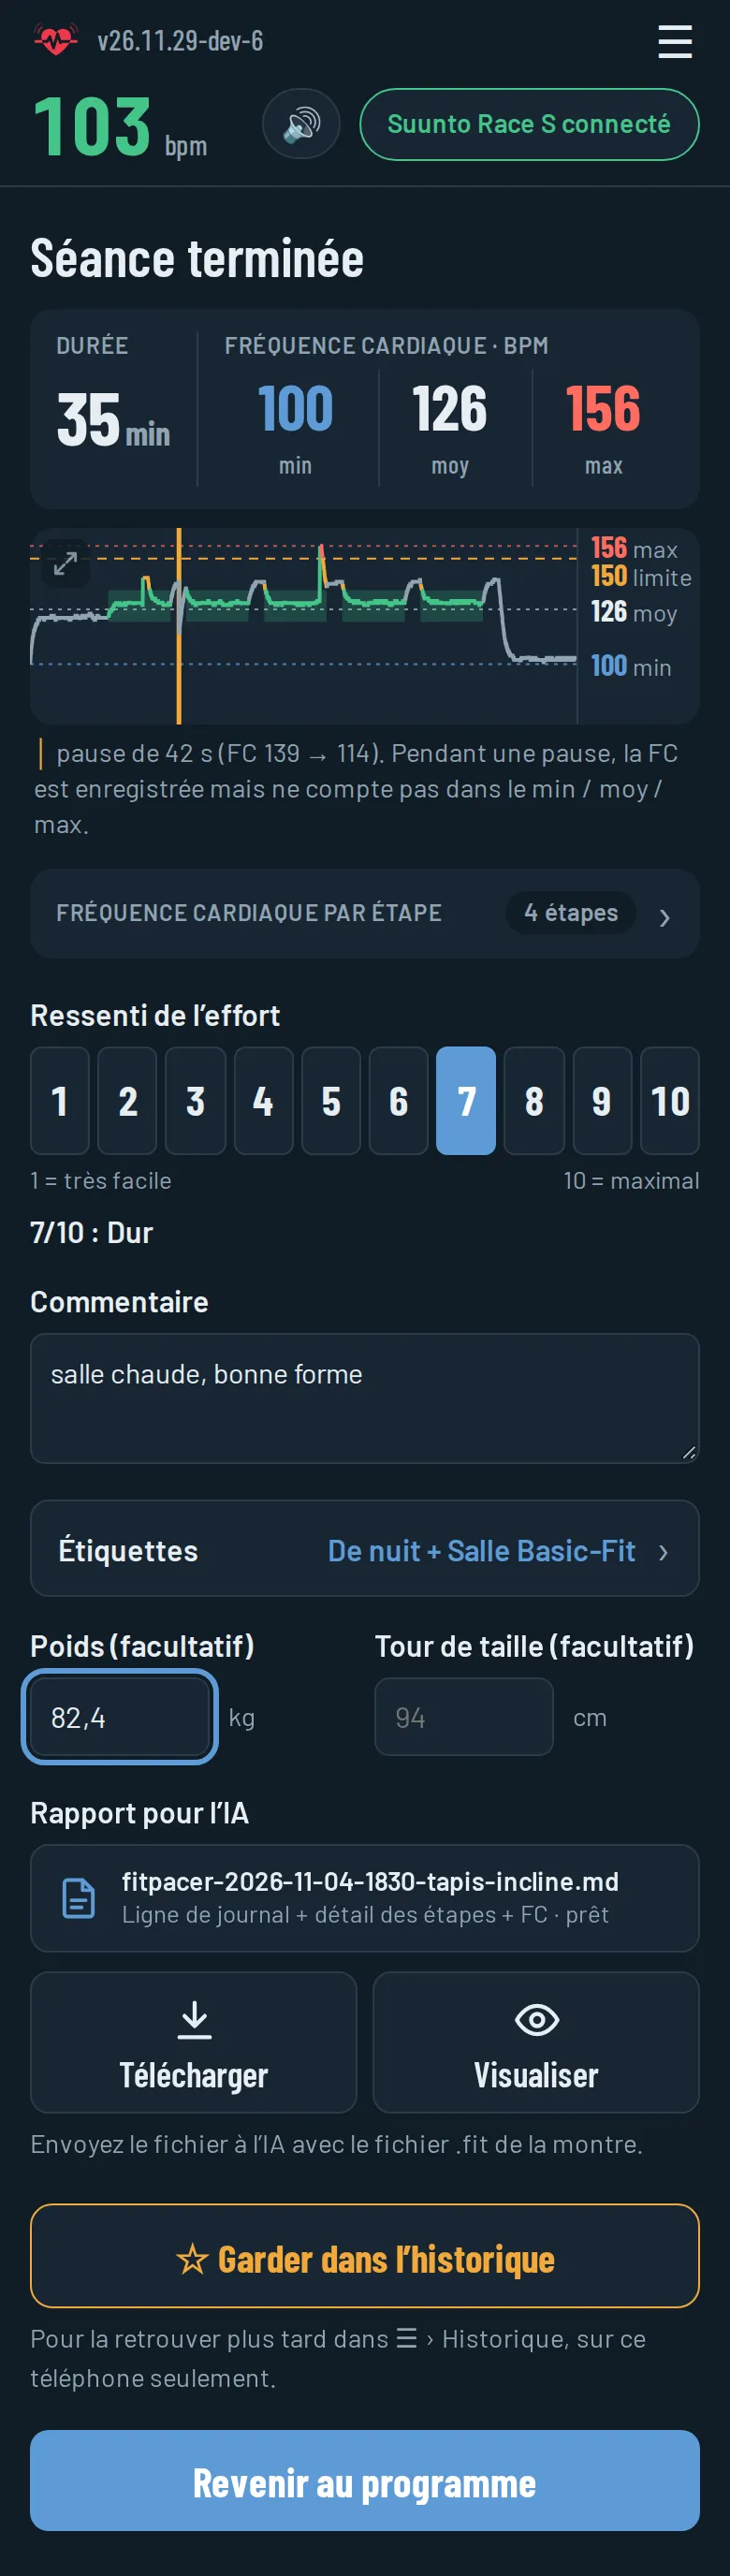 v26.11.29-dev-6
☰
103 bpm
🔊
Suunto Race S connecté
Séance terminée
DURÉE
35 min
FRÉQUENCE CARDIAQUE · BPM
100 126 156
min moy max
156 max
150 limite
126 moy
100 min
| pause de 42 s (FC 139 → 114). Pendant une pause, la FC
est enregistrée mais ne compte pas dans le min / moy /
max.
FRÉQUENCE CARDIAQUE PAR ÉTAPE 4 étapes ›
Ressenti de l’effort
1 2 3 4 5 6 7 8 9 10
1 = très facile 10 = maximal
7/10 : Dur
Commentaire
salle chaude, bonne forme
Étiquettes De nuit + Salle Basic-Fit ›
Poids (facultatif) Tour de taille (facultatif)
82,4 kg 94 cm
Rapport pour l’IA
fitpacer-2026-11-04-1830-tapis-incline.md
Ligne de journal + détail des étapes + FC · prêt
Télécharger Visualiser
Envoyez le fichier à l’IA avec le fichier .fit de la montre.
☆ Garder dans l’historique
Pour la retrouver plus tard dans ☰ › Historique, sur ce
téléphone seulement.
Revenir au programme